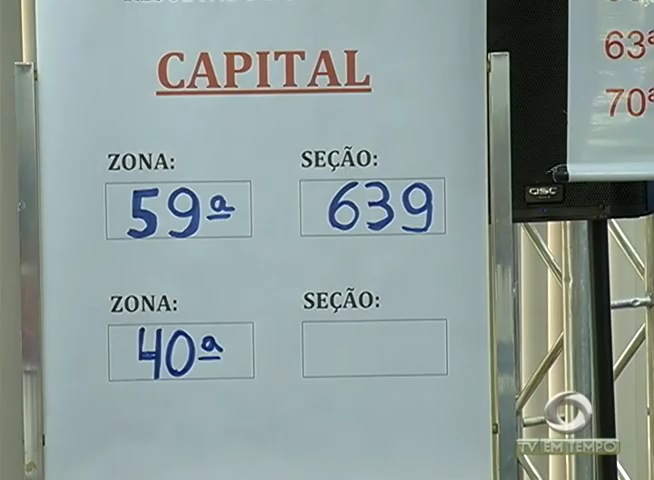 CAPITAL
ZONA: SEÇÃO:
59ª 639
ZONA: SEÇÃO:
40ª
63ª
70ª
QSC
TV EM TEMPO